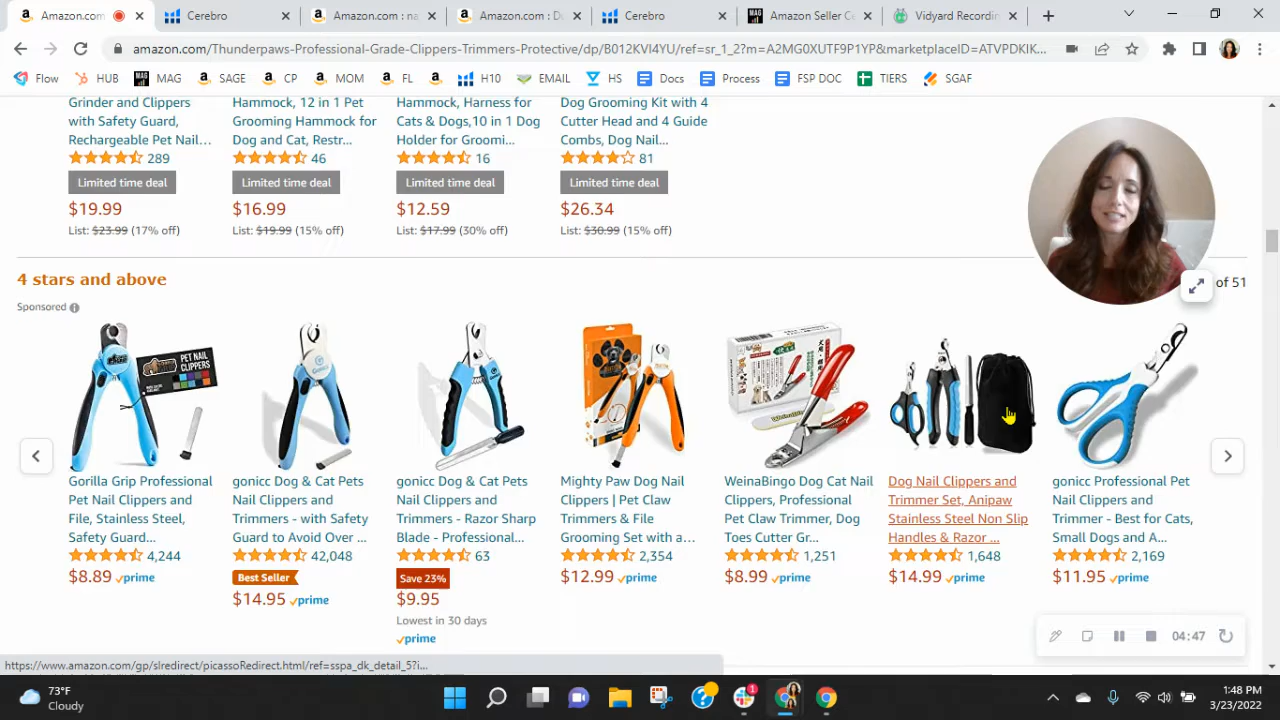 Amazon.com:
Cerebro
Amazon.com : na
Amazon.com : D
Cerebro
MAG
Amazon Seller Ce
Vidyard Recordin
amazon.com/Thunderpaws-Professional-Grade-Clippers-Trimmers-Protective/dp/B012KVI4YU/ref=sr_1_2?m=A2MG0XUTF9P1YP&marketplaceID=ATVPDKIK...
Flow HUB MAG MAG SAGE CP MOM FL H10 EMAIL HS Docs Process FSP DOC TIERS SGAF
Grinder and Clippers
with Safety Guard,
Rechargeable Pet Nail...
289
Limited time deal
$19.99
List: $23.99 (17% off)
Hammock, 12 in 1 Pet
Grooming Hammock for
Dog and Cat, Restr...
46
Limited time deal
$16.99
List: $19.99 (15% off)
Hammock, Harness for
Cats & Dogs,10 in 1 Dog
Holder for Groomi...
16
Limited time deal
$12.59
List: $17.99 (30% off)
Dog Grooming Kit with 4
Cutter Head and 4 Guide
Combs, Dog Nail...
81
Limited time deal
$26.34
List: $30.99 (15% off)
4 stars and above
of 51
Sponsored
PET NAIL
CLIPPERS
Gorilla Grip Professional
Pet Nail Clippers and
File, Stainless Steel,
Safety Guard...
4,244
$8.89 prime
gonicc Dog & Cat Pets
Nail Clippers and
Trimmers - with Safety
Guard to Avoid Over ...
42,048
Best Seller
$14.95 prime
gonicc Dog & Cat Pets
Nail Clippers and
Trimmers - Razor Sharp
Blade - Professional...
63
Save 23%
$9.95
Lowest in 30 days
prime
Mighty Paw Dog Nail
Clippers | Pet Claw
Trimmers & File
Grooming Set with a...
2,354
$12.99 prime
WeinaBingo Dog Cat Nail
Clippers, Professional
Pet Claw Trimmer, Dog
Toes Cutter Gr...
1,251
$8.99 prime
Dog Nail Clippers and
Trimmer Set, Anipaw
Stainless Steel Non Slip
Handles & Razor ...
1,648
$14.99 prime
gonicc Professional Pet
Nail Clippers and
Trimmer - Best for Cats,
Small Dogs and A...
2,169
$11.95 prime
04:47
https://www.amazon.com/gp/slredirect/picassoRedirect.html/ref=sspa_dk_detail_5?i...
73°F
Cloudy
1
1:48 PM
3/23/2022